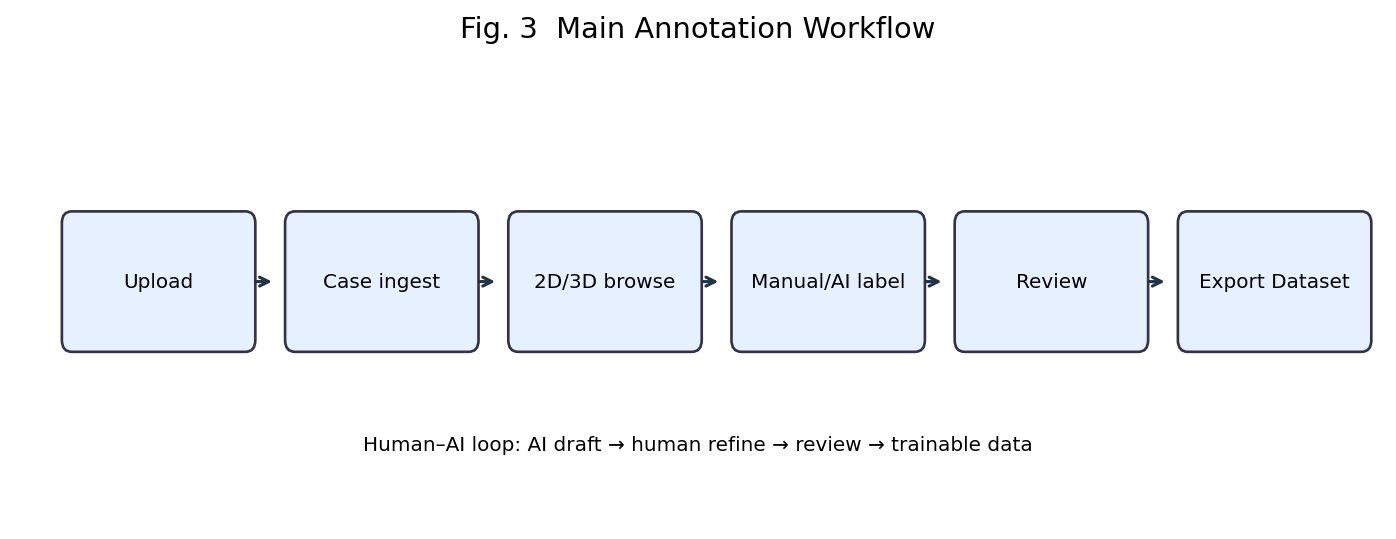 Fig. 3  Main Annotation Workflow
Upload
Case ingest
2D/3D browse
Manual/AI label
Review
Export Dataset
Human–AI loop: AI draft → human refine → review → trainable data